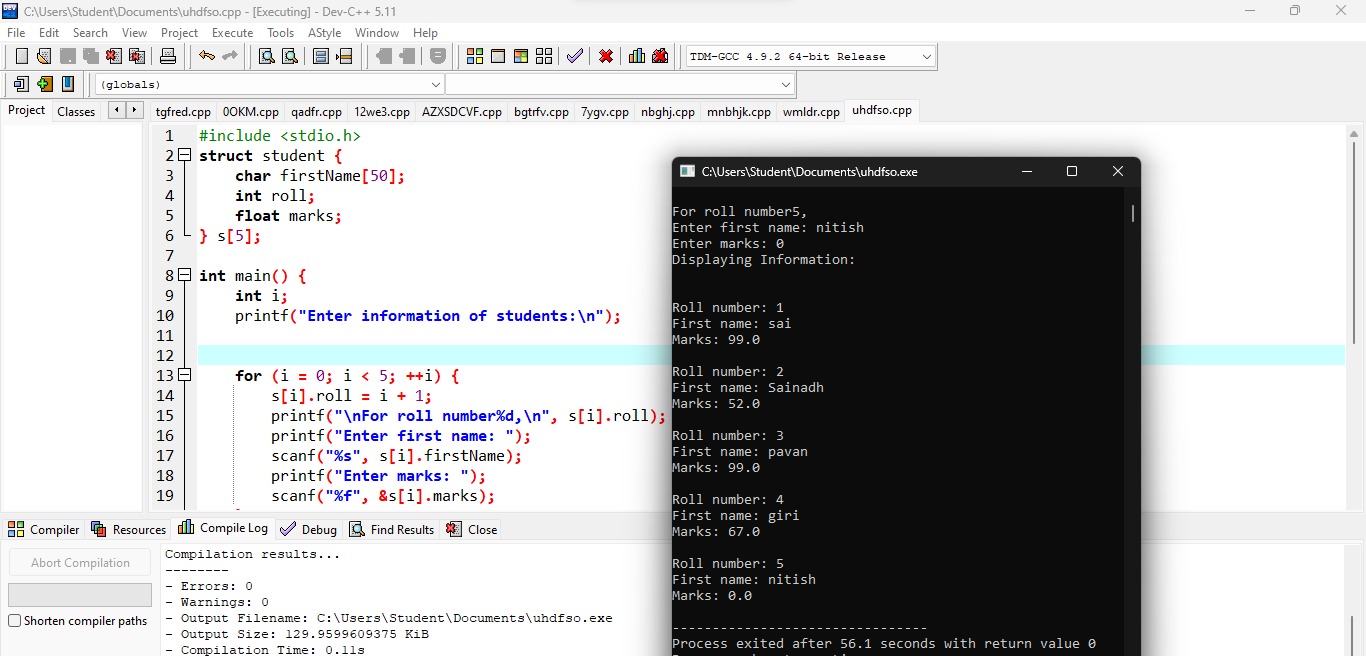 C:\Users\Student\Documents\uhdfso.cpp - [Executing] - Dev-C++ 5.11
File Edit Search View Project Execute Tools AStyle Window Help
TDM-GCC 4.9.2 64-bit Release
(globals)
Project Classes
tgfred.cpp 0OKM.cpp qadfr.cpp 12we3.cpp AZXSDCVF.cpp bgtrfv.cpp 7ygv.cpp nbghj.cpp mnbhjk.cpp wmldr.cpp uhdfso.cpp
1 #include <stdio.h>
2 struct student {
3 char firstName[50];
4 int roll;
5 float marks;
6 } s[5];
7
8 int main() {
9 int i;
10 printf("Enter information of students:\n");
11
12
13 for (i = 0; i < 5; ++i) {
14 s[i].roll = i + 1;
15 printf("\nFor roll number%d,\n", s[i].roll);
16 printf("Enter first name: ");
17 scanf("%s", s[i].firstName);
18 printf("Enter marks: ");
19 scanf("%f", &s[i].marks);
C:\Users\Student\Documents\uhdfso.exe
For roll number5,
Enter first name: nitish
Enter marks: 0
Displaying Information:
Roll number: 1
First name: sai
Marks: 99.0
Roll number: 2
First name: Sainadh
Marks: 52.0
Roll number: 3
First name: pavan
Marks: 99.0
Roll number: 4
First name: giri
Marks: 67.0
Roll number: 5
First name: nitish
Marks: 0.0
--------------------------------
Process exited after 56.1 seconds with return value 0
Compiler Resources Compile Log Debug Find Results Close
Abort Compilation
Shorten compiler paths
Compilation results...
--------
- Errors: 0
- Warnings: 0
- Output Filename: C:\Users\Student\Documents\uhdfso.exe
- Output Size: 129.9599609375 KiB
- Compilation Time: 0.11s